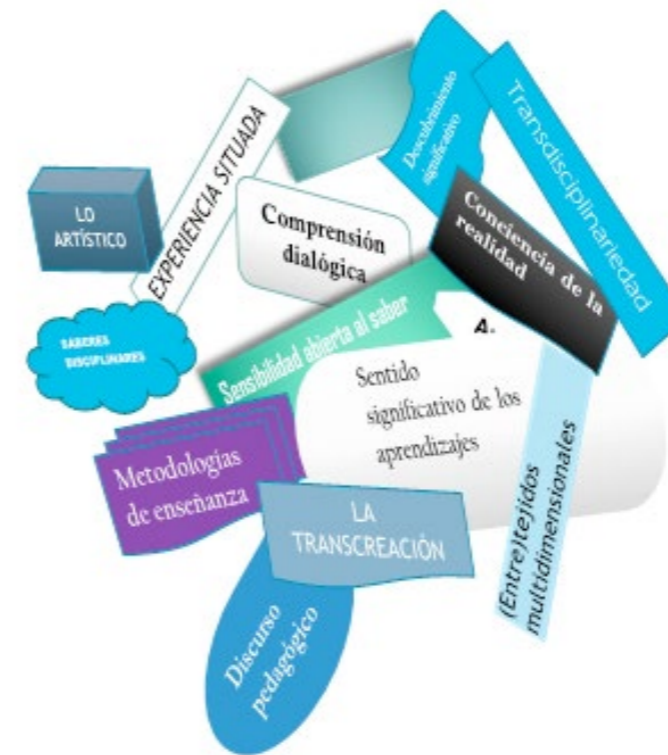 Descubrimiento
significativo
Transdisciplinariedad
LO
ARTÍSTICO
EXPERIENCIA SITUADA
Comprensión
dialógica
Conciencia de la
realidad
SABERES
DISCIPLINARES
Sensibilidad abierta al saber
A.
Sentido
significativo de los
aprendizajes
Metodologías
de enseñanza
LA
TRANSCREACIÓN
(Entre)tejidos
multidimensionales
Discurso
pedagógico